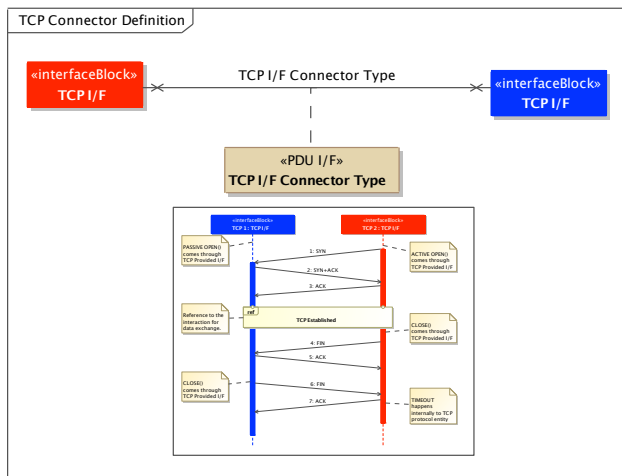 TCP Connector Definition
«interfaceBlock»
TCP I/F
TCP I/F Connector Type
«interfaceBlock»
TCP I/F
«PDU I/F»
TCP I/F Connector Type
«interfaceBlock»
TCP 1 : TCP I/F
«interfaceBlock»
TCP 2 : TCP I/F
PASSIVE OPEN()
comes through
TCP Provided I/F
ACTIVE OPEN()
comes through
TCP Provided I/F
1: SYN
2: SYN+ACK
3: ACK
Reference to the
interaction for
data exchange.
ref
TCP Established
CLOSE()
comes through
TCP Provided I/F
4: FIN
5: ACK
CLOSE()
comes through
TCP Provided I/F
6: FIN
7: ACK
TIMEOUT
happens
internally to TCP
protocol entity